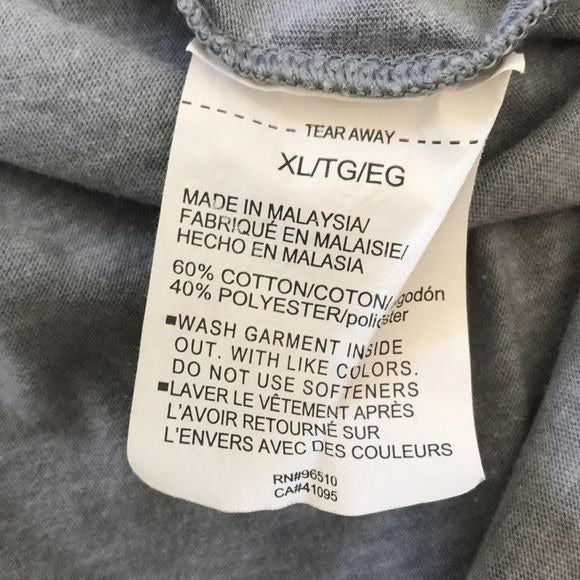 TEAR AWAY
XL/TG/EG
MADE IN MALAYSIA/
FABRIQUÉ EN MALAISIE/
HECHO EN MALASIA
60% COTTON/COTON/ godón
40% POLYESTER/poliéster
▪WASH GARMENT INSIDE
OUT. WITH LIKE COLORS.
DO NOT USE SOFTENERS
▪LAVER LE VÊTEMENT APRÈS
L'AVOIR RETOURNÉ SUR
L'ENVERS AVEC DES COULEURS
RN#96510
CA#41095